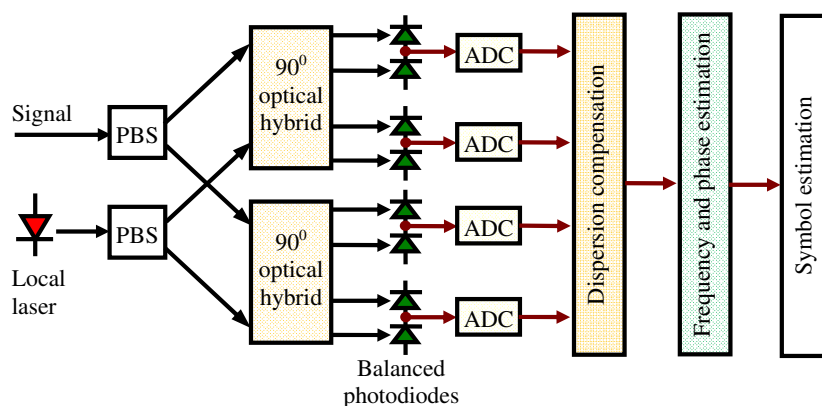 Signal
PBS
Local
laser
PBS
90⁰
optical
hybrid
90⁰
optical
hybrid
Balanced
photodiodes
ADC
ADC
ADC
ADC
Dispersion compensation
Frequency and phase estimation
Symbol estimation